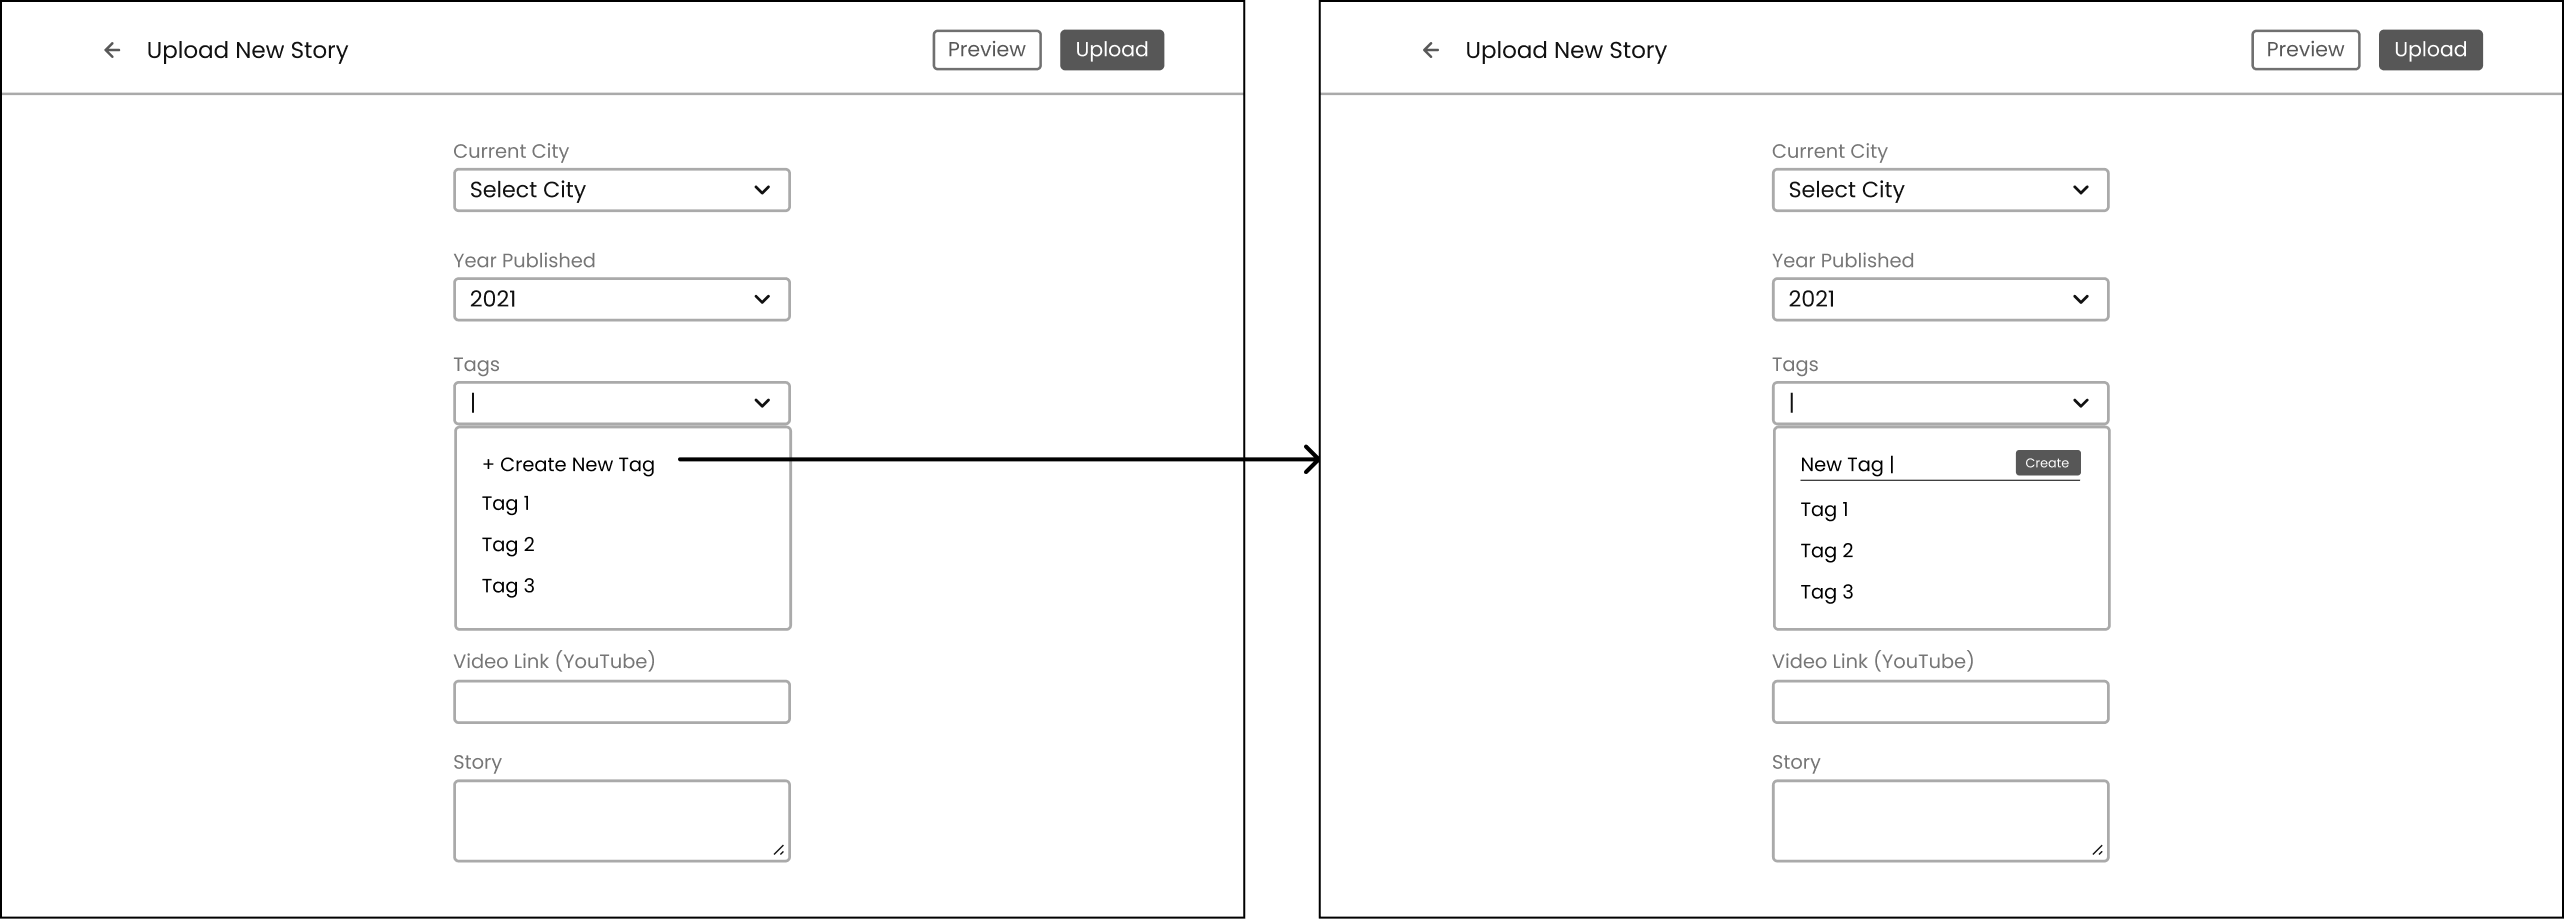 Upload New Story
Preview
Upload
Current City
Select City
Year Published
2021
Tags
+ Create New Tag
Tag 1
Tag 2
Tag 3
Video Link (YouTube)
Story
Upload New Story
Preview
Upload
Current City
Select City
Year Published
2021
Tags
New Tag
Create
Tag 1
Tag 2
Tag 3
Video Link (YouTube)
Story